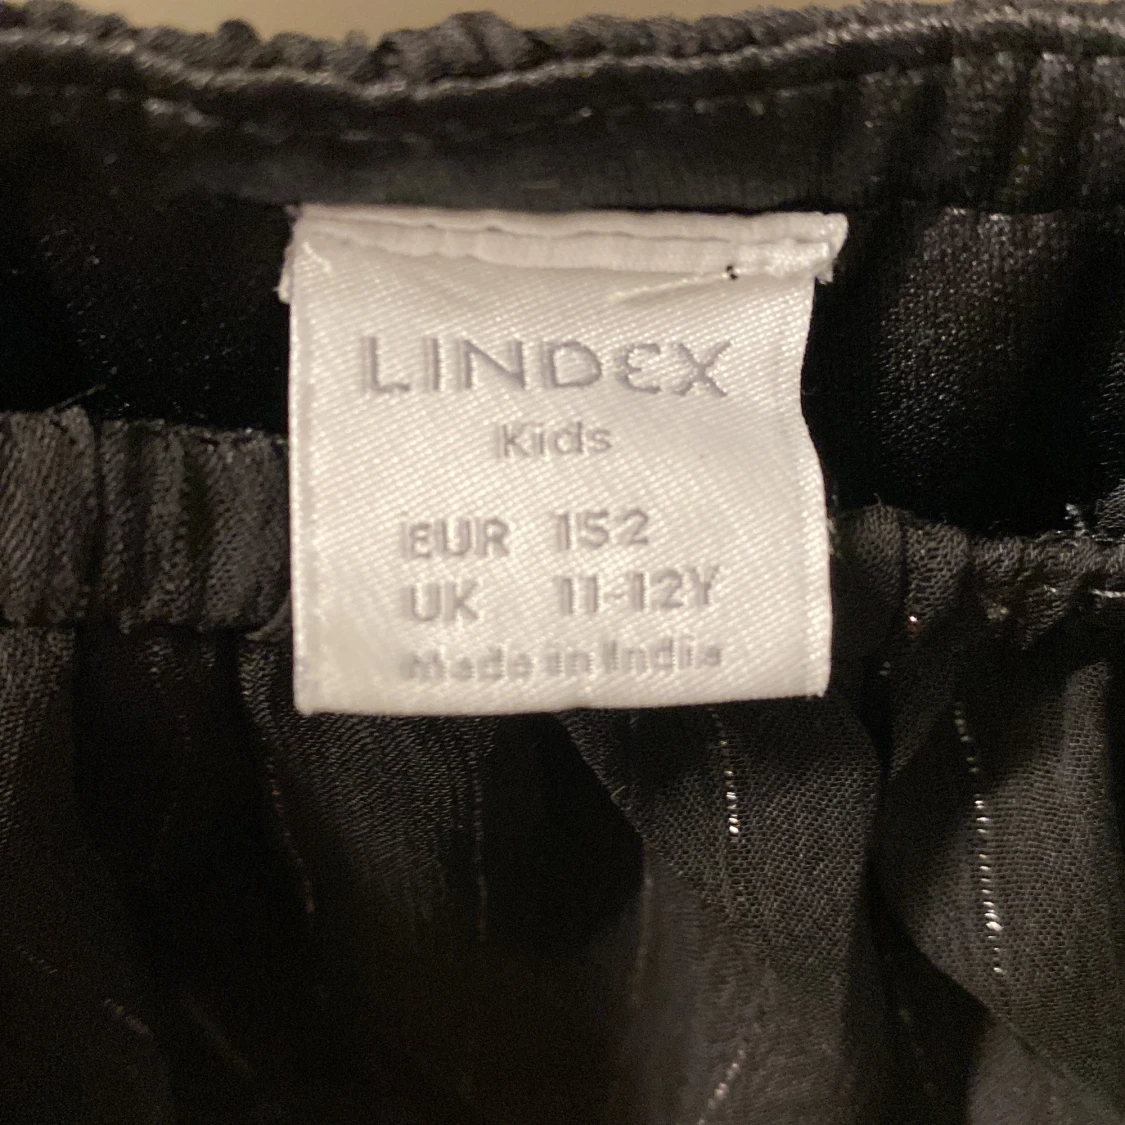 LINDEX
Kids
EUR 152
UK 11-12Y
Made in India